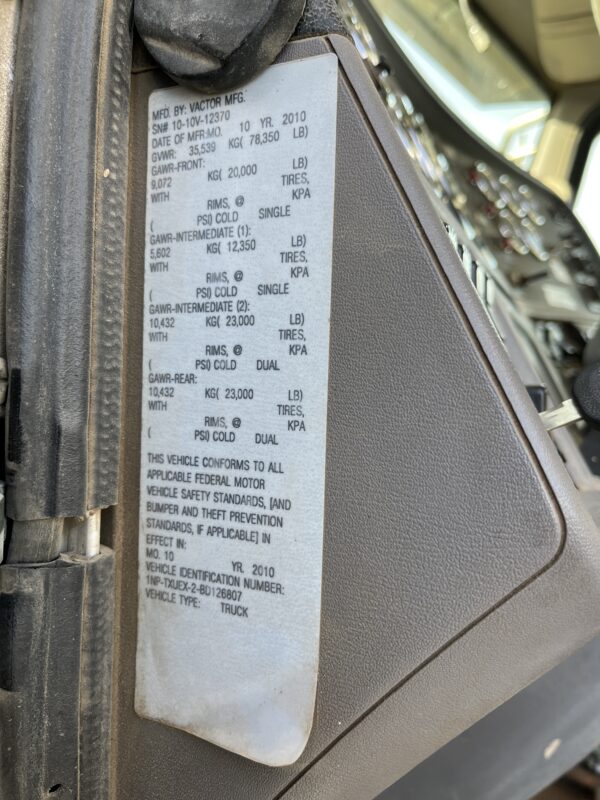 MFD. BY: VACTOR MFG.
SN# 10-10V-12370
DATE OF MFR:MO. 10 YR. 2010
GVWR: 35,539 KG( 78,350 LB)
GAWR-FRONT:
9,072 KG( 20,000 LB)
WITH TIRES,
RIMS, @ KPA
( PSI) COLD SINGLE
GAWR-INTERMEDIATE (1):
5,602 KG( 12,350 LB)
WITH TIRES,
RIMS, @ KPA
( PSI) COLD SINGLE
GAWR-INTERMEDIATE (2):
10,432 KG( 23,000 LB)
WITH TIRES,
RIMS, @ KPA
( PSI) COLD DUAL
GAWR-REAR:
10,432 KG( 23,000 LB)
WITH TIRES,
RIMS, @ KPA
( PSI) COLD DUAL
THIS VEHICLE CONFORMS TO ALL
APPLICABLE FEDERAL MOTOR
VEHICLE SAFETY STANDARDS, [AND
BUMPER AND THEFT PREVENTION
STANDARDS, IF APPLICABLE] IN
EFFECT IN:
MO. 10 YR. 2010
VEHICLE IDENTIFICATION NUMBER:
1NP-TXUEX-2-BD126807
VEHICLE TYPE: TRUCK